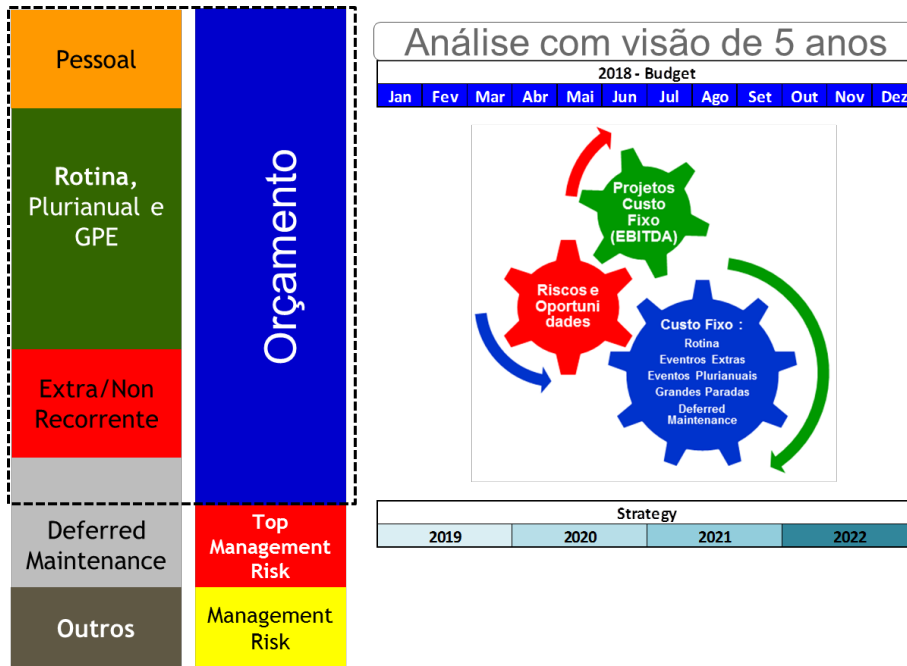 Pessoal
Rotina,
Plurianual e
GPE
Extra/Non
Recorrente
Deferred
Maintenance
Outros
Orçamento
Top
Management
Risk
Management
Risk
Análise com visão de 5 anos
2018 - Budget
Jan Fev Mar Abr Mai Jun Jul Ago Set Out Nov Dez
Projetos
Custo
Fixo
(EBITDA)
Riscos e
Oportuni
dades
Custo Fixo :
Rotina
Eventros Extras
Eventos Plurianuais
Grandes Paradas
Deferred
Maintenance
Strategy
2019 2020 2021 2022